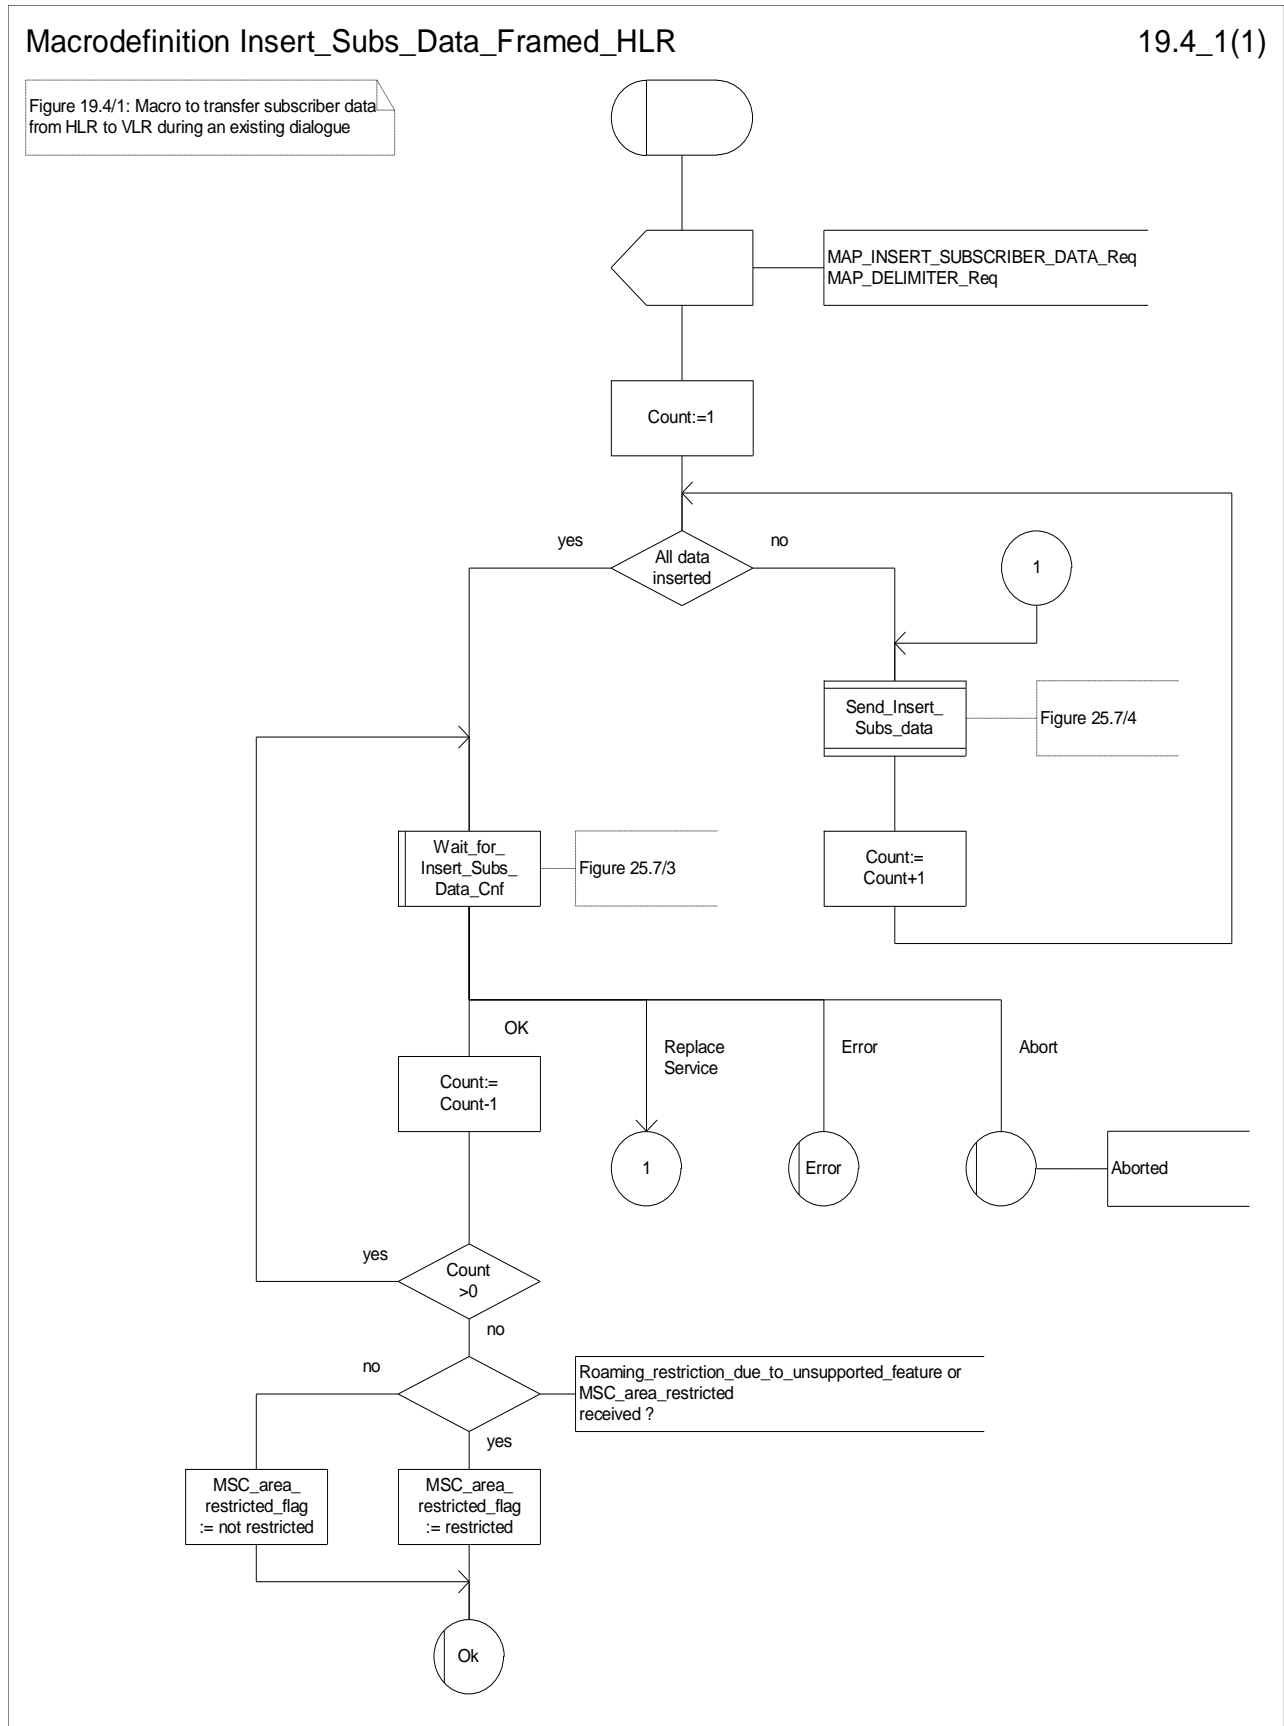 Macrodefinition Insert_Subs_Data_Framed_HLR
19.4_1(1)
Figure 19.4/1: Macro to transfer subscriber data
from HLR to VLR during an existing dialogue
MAP_INSERT_SUBSCRIBER_DATA_Req
MAP_DELIMITER_Req
Count:=1
yes
All data
inserted
no
1
Send_Insert_
Subs_data
Figure 25.7/4
Wait_for_
Insert_Subs_
Data_Cnf
Figure 25.7/3
Count:=
Count+1
OK
Replace
Service
Error
Abort
Count:=
Count-1
1
Error
Aborted
yes
Count
>0
no
no
Roaming_restriction_due_to_unsupported_feature or
MSC_area_restricted
received ?
yes
MSC_area_
restricted_flag
:= not restricted
MSC_area_
restricted_flag
:= restricted
Ok